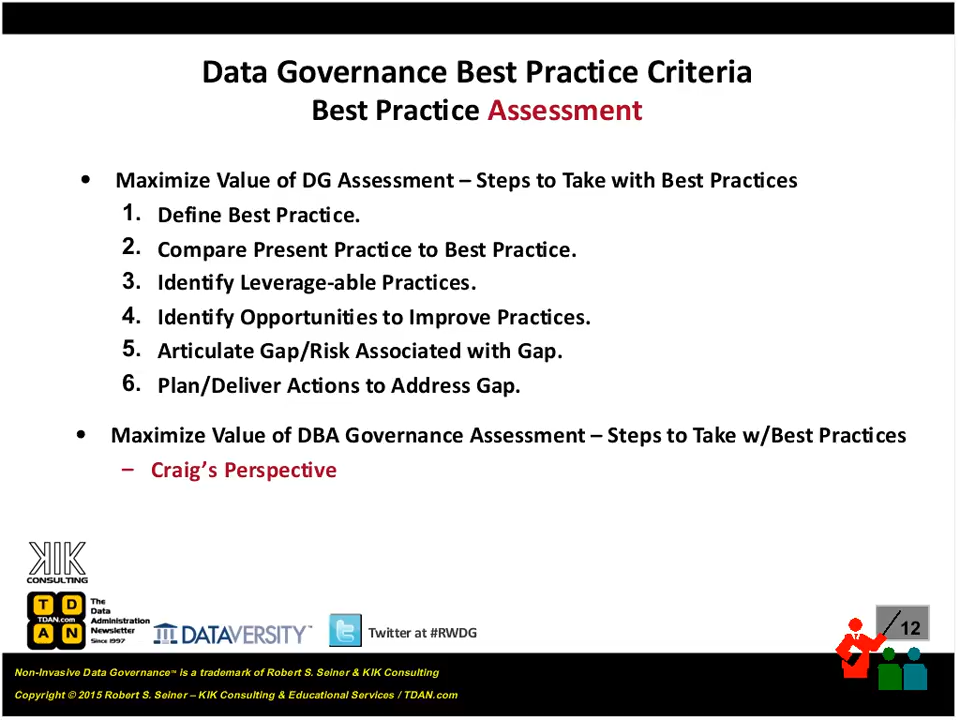 Data Governance Best Practice Criteria
Best Practice Assessment
• Maximize Value of DG Assessment – Steps to Take with Best Practices
1. Define Best Practice.
2. Compare Present Practice to Best Practice.
3. Identify Leverage-able Practices.
4. Identify Opportunities to Improve Practices.
5. Articulate Gap/Risk Associated with Gap.
6. Plan/Deliver Actions to Address Gap.
• Maximize Value of DBA Governance Assessment – Steps to Take w/Best Practices
– Craig's Perspective
KIK
CONSULTING
T D
TDAN.com
A N
The
Data
Administration
Newsletter
Since 1997
DATAVERSITY™
Twitter at #RWDG
12
Non-Invasive Data Governance™ is a trademark of Robert S. Seiner & KIK Consulting
Copyright © 2015 Robert S. Seiner – KIK Consulting & Educational Services / TDAN.com